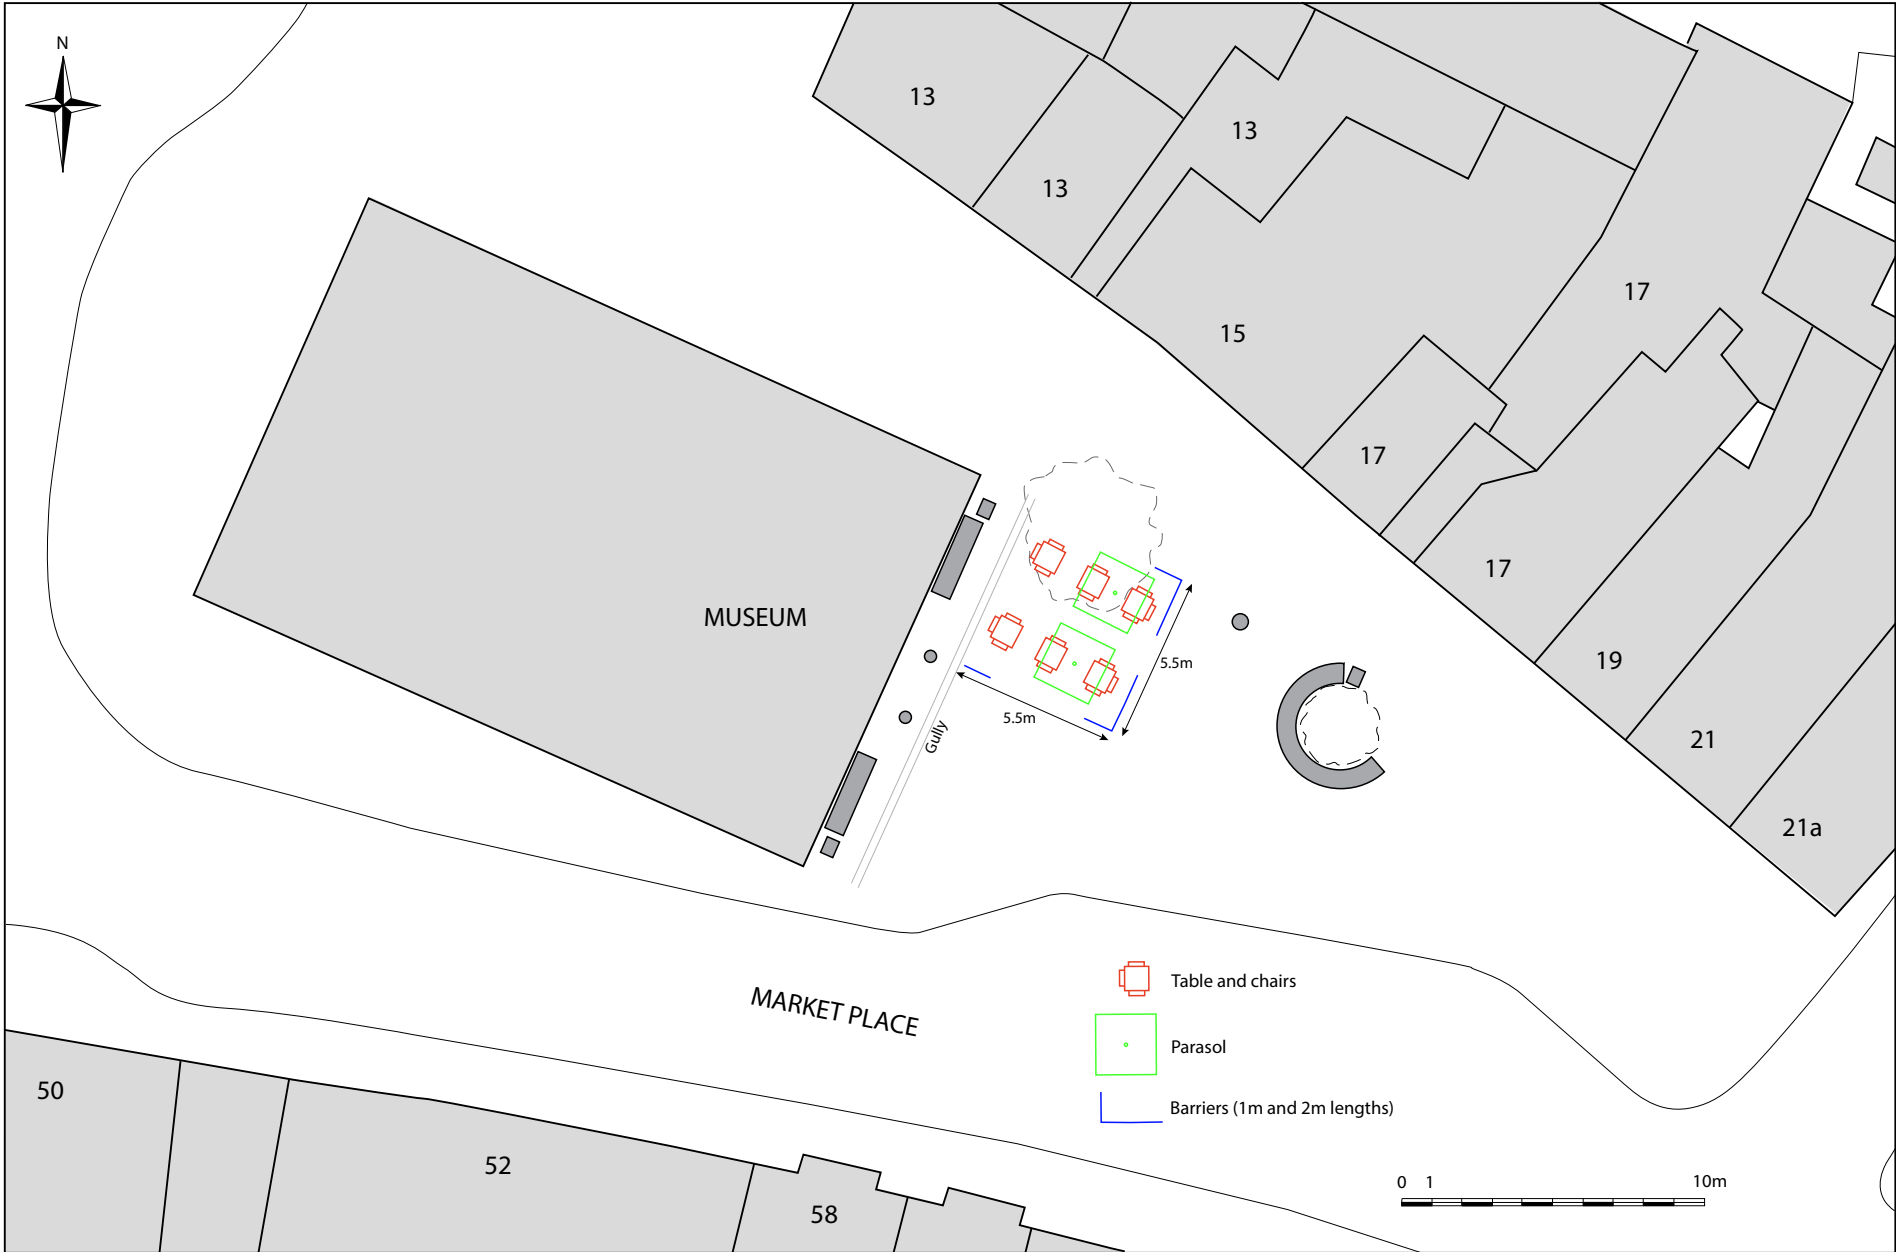 N
13
13
13
15
17
17
17
19
21
21a
MUSEUM
5.5m
5.5m
Gully
MARKET PLACE
Table and chairs
Parasol
Barriers (1m and 2m lengths)
50
52
58
0 1 10m